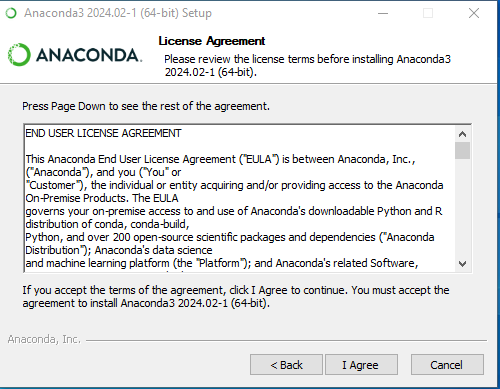 Anaconda3 2024.02-1 (64-bit) Setup
ANACONDA.
License Agreement
Please review the license terms before installing Anaconda3
2024.02-1 (64-bit).
Press Page Down to see the rest of the agreement.
END USER LICENSE AGREEMENT
This Anaconda End User License Agreement ("EULA") is between Anaconda, Inc.,
("Anaconda"), and you ("You" or
"Customer"), the individual or entity acquiring and/or providing access to the Anaconda
On-Premise Products. The EULA
governs your on-premise access to and use of Anaconda's downloadable Python and R
distribution of conda, conda-build,
Python, and over 200 open-source scientific packages and dependencies ("Anaconda
Distribution"); Anaconda's data science
and machine learning platform (the "Platform"); and Anaconda's related Software,
If you accept the terms of the agreement, click I Agree to continue. You must accept the
agreement to install Anaconda3 2024.02-1 (64-bit).
Anaconda, Inc.
< Back
I Agree
Cancel